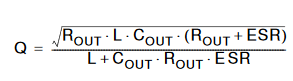 Q = √(R_OUT · L · C_OUT · (R_OUT + ESR)) / (L + C_OUT · R_OUT · ESR)